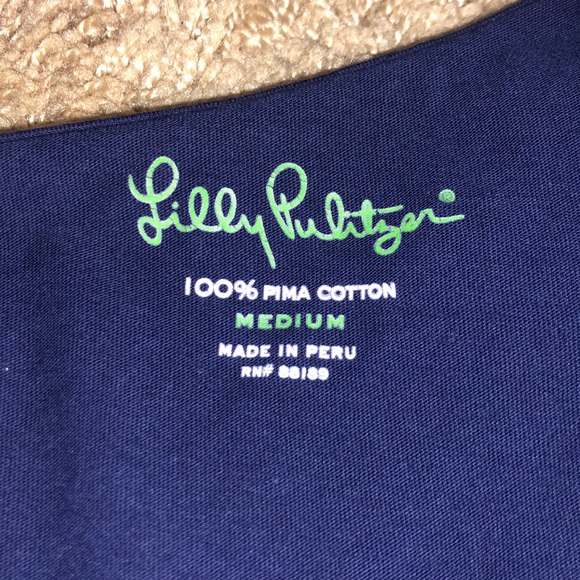 Lilly Pulitzer®
100% PIMA COTTON
MEDIUM
MADE IN PERU
RN# 88189